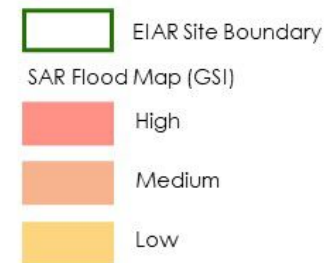 EIAR Site Boundary
SAR Flood Map (GSI)
High
Medium
Low